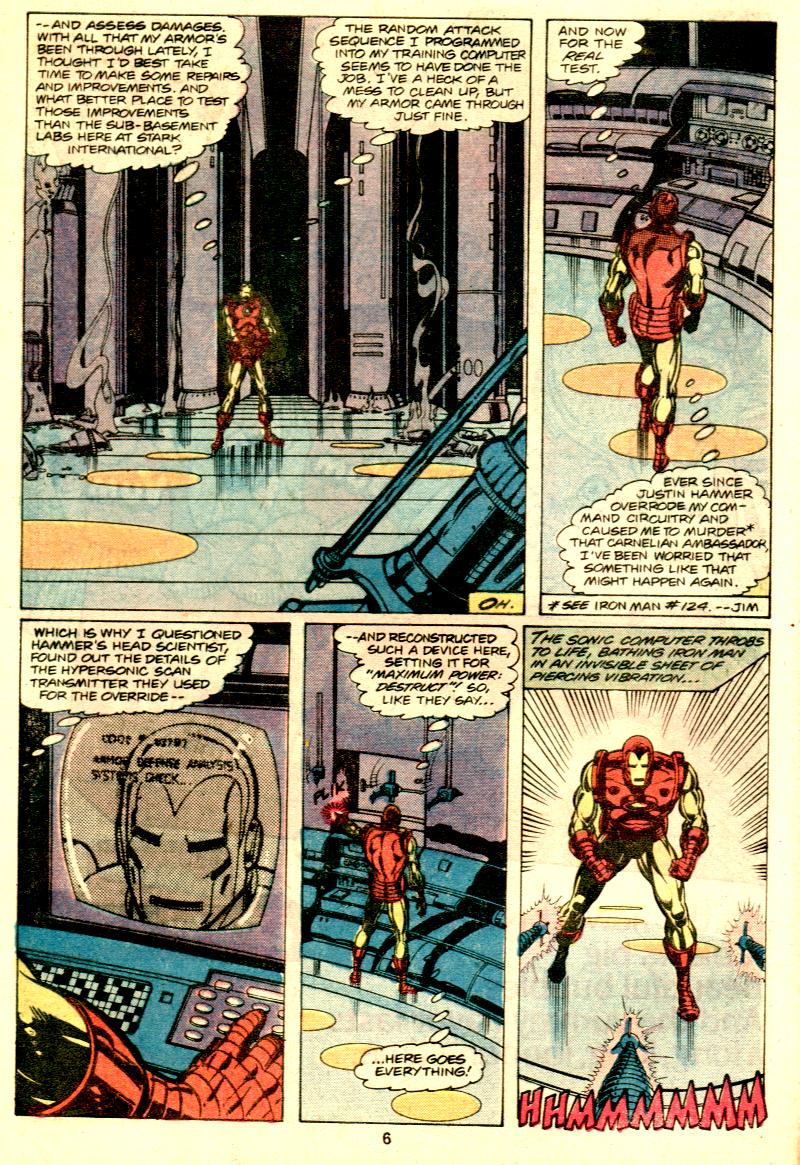 --AND ASSESS DAMAGES.
WITH ALL THAT MY ARMOR'S
BEEN THROUGH LATELY, I
THOUGHT I'D BEST TAKE
TIME TO MAKE SOME REPAIRS
AND IMPROVEMENTS. AND
WHAT BETTER PLACE TO TEST
THOSE IMPROVEMENTS
THAN THE SUB-BASEMENT
LABS HERE AT STARK
INTERNATIONAL?
THE RANDOM ATTACK
SEQUENCE I PROGRAMMED
INTO MY TRAINING COMPUTER
SEEMS TO HAVE DONE THE
JOB. I'VE A HECK OF A
MESS TO CLEAN UP, BUT
MY ARMOR CAME THROUGH
JUST FINE.
OH.
AND NOW
FOR THE
REAL
TEST.
EVER SINCE
JUSTIN HAMMER
OVERRODE MY COM-
MAND CIRCUITRY AND
CAUSED ME TO MURDER*
THAT CARNELIAN AMBASSADOR,
I'VE BEEN WORRIED THAT
SOMETHING LIKE THAT
MIGHT HAPPEN AGAIN.
* SEE IRON MAN #124. --JIM
WHICH IS WHY I QUESTIONED
HAMMER'S HEAD SCIENTIST,
FOUND OUT THE DETAILS OF
THE HYPERSONIC SCAN
TRANSMITTER THEY USED
FOR THE OVERRIDE--
ARMOR DEFENSE ANALYSIS
SYSTEMS CHECK...
--AND RECONSTRUCTED
SUCH A DEVICE HERE,
SETTING IT FOR
"MAXIMUM POWER:
DESTRUCT"! SO,
LIKE THEY SAY...
...HERE GOES
EVERYTHING!
THE SONIC COMPUTER THROBS
TO LIFE, BATHING IRON MAN
IN AN INVISIBLE SHEET OF
PIERCING VIBRATION...
HHMMMMMMM
6